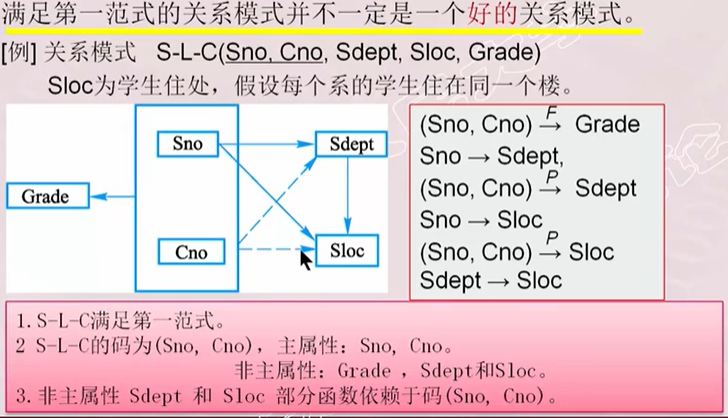 满足第一范式的关系模式并不一定是一个好的关系模式。
[例] 关系模式 S-L-C(Sno, Cno, Sdept, Sloc, Grade)
Sloc为学生住处，假设每个系的学生住在同一个楼。
Sno
Sdept
Grade
Cno
Sloc
(Sno, Cno) F→ Grade
Sno → Sdept,
(Sno, Cno) P→ Sdept
Sno → Sloc
(Sno, Cno) P→ Sloc
Sdept → Sloc
1. S-L-C满足第一范式。
2 S-L-C的码为(Sno, Cno)，主属性：Sno, Cno。
非主属性：Grade ，Sdept和Sloc。
3. 非主属性 Sdept 和 Sloc 部分函数依赖于码(Sno, Cno)。